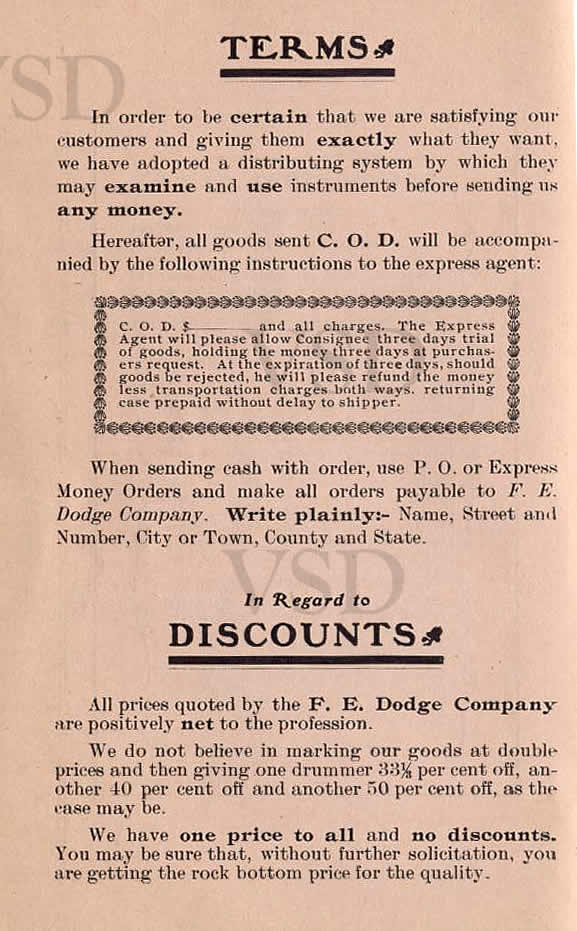 TERMS
VSD
In order to be certain that we are satisfying our
customers and giving them exactly what they want,
we have adopted a distributing system by which they
may examine and use instruments before sending us
any money.
Hereafter, all goods sent C. O. D. will be accompa-
nied by the following instructions to the express agent:
C. O. D. $________ and all charges. The Express
Agent will please allow Consignee three days trial
of goods, holding the money three days at purchas-
ers request. At the expiration of three days, should
goods be rejected, he will please refund the money
less transportation charges both ways. returning
case prepaid without delay to shipper.
When sending cash with order, use P. O. or Express
Money Orders and make all orders payable to F. E.
Dodge Company. Write plainly:- Name, Street and
Number, City or Town, County and State.
VSD
In Regard to
DISCOUNTS
All prices quoted by the F. E. Dodge Company
are positively net to the profession.
We do not believe in marking our goods at double
prices and then giving one drummer 33⅓ per cent off, an-
other 40 per cent off and another 50 per cent off, as the
case may be.
We have one price to all and no discounts.
You may be sure that, without further solicitation, you
are getting the rock bottom price for the quality.